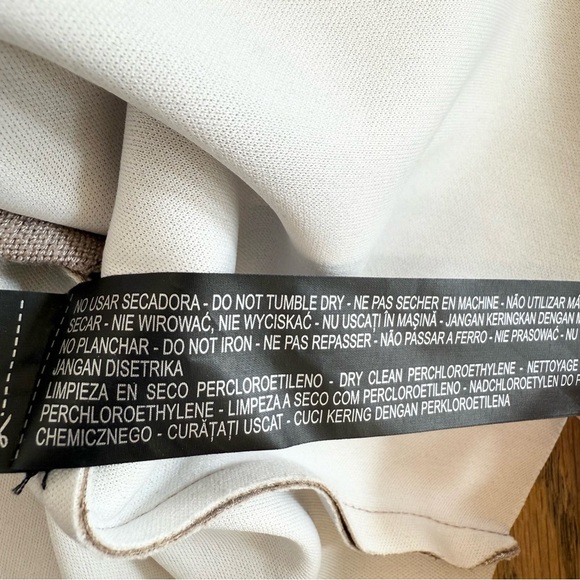 NO USAR SECADORA - DO NOT TUMBLE DRY - NE PAS SECHER EN MACHINE - NÃO UTILIZAR
SECAR - NIE WIROWAĆ, NIE WYCISKAĆ - NU USCAȚI ÎN MAȘINĂ - JANGAN KERINGKAN DENGAN
NO PLANCHAR - DO NOT IRON - NE PAS REPASSER - NÃO PASSAR A FERRO - NIE PRASOWAĆ - NU
JANGAN DISETRIKA
LIMPIEZA EN SECO PERCLOROETILENO - DRY CLEAN PERCHLOROETHYLENE - NETTOYAGE
PERCHLOROETHYLENE - LIMPEZA A SECO COM PERCLOROETILENO - NADCHLOROETYLEN DO
CHEMICZNEGO - CURĂȚAȚI USCAT - CUCI KERING DENGAN PERKLOROETILENA